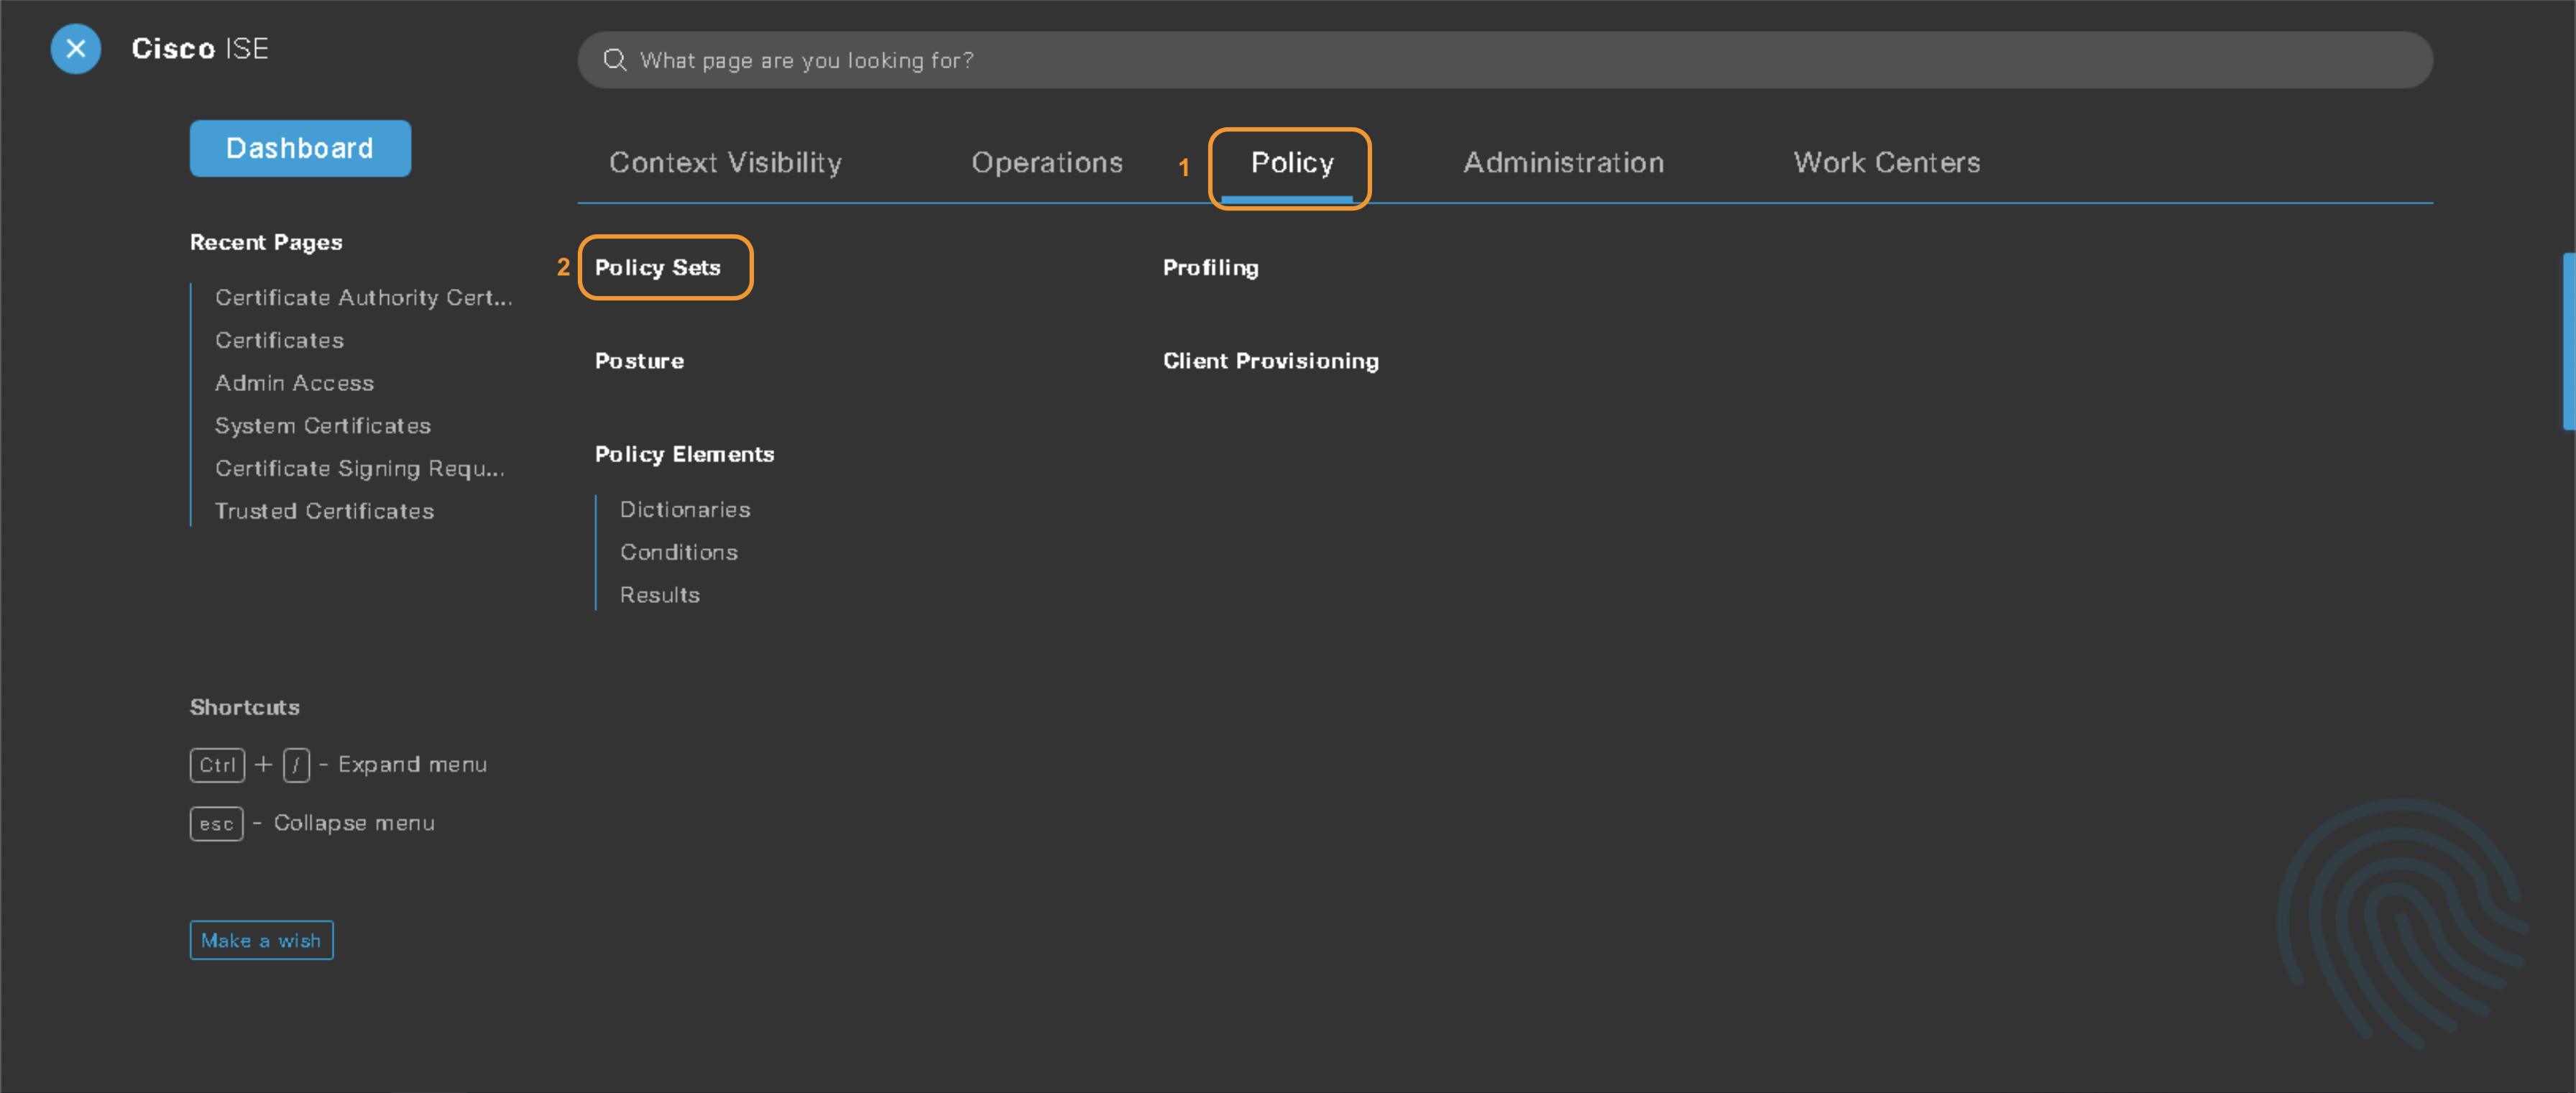 Cisco ISE
What page are you looking for?
Dashboard
Context Visibility
Operations
1
Policy
Administration
Work Centers
Recent Pages
Certificate Authority Cert...
Certificates
Admin Access
System Certificates
Certificate Signing Requ...
Trusted Certificates
2
Policy Sets
Profiling
Posture
Client Provisioning
Policy Elements
Dictionaries
Conditions
Results
Shortcuts
Ctrl + / - Expand menu
esc - Collapse menu
Make a wish